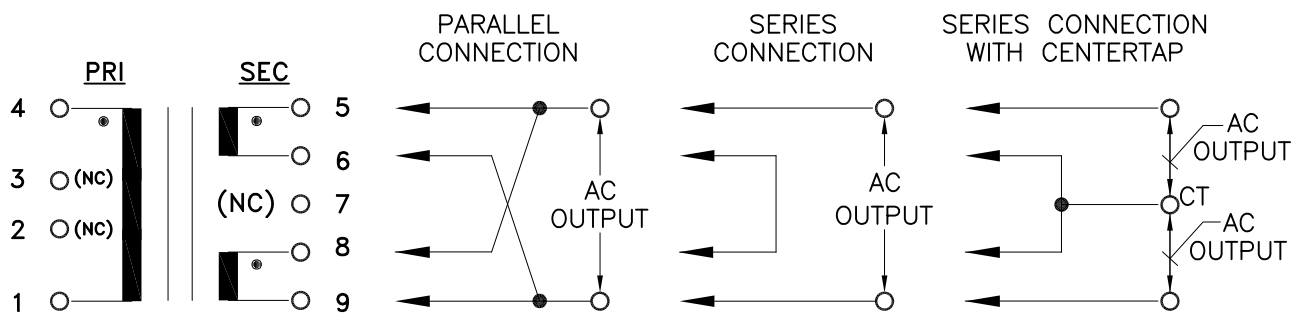 PARALLEL
CONNECTION
SERIES
CONNECTION
SERIES CONNECTION
WITH CENTERTAP
PRI
SEC
4
5
6
3
(NC)
(NC)
7
2
(NC)
8
1
9
AC
OUTPUT
AC
OUTPUT
AC
OUTPUT
CT
AC
OUTPUT